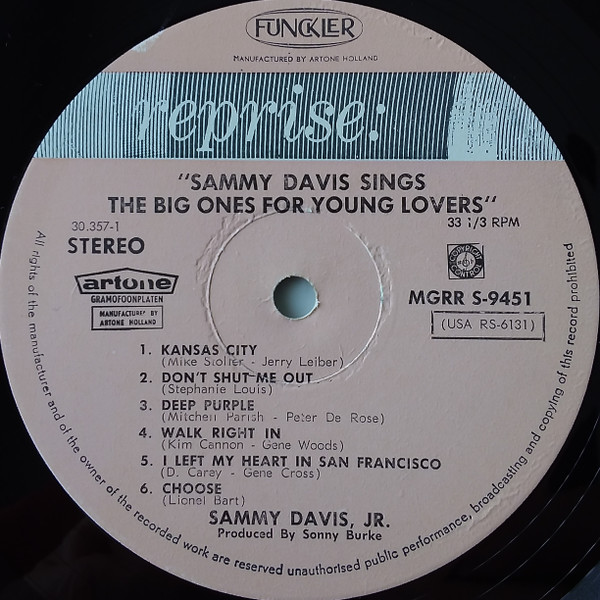 FUNCKLER
MANUFACTURED BY ARTONE HOLLAND
reprise:
"SAMMY DAVIS SINGS
THE BIG ONES FOR YOUNG LOVERS"
30.357-1
33 1/3 RPM
STEREO
artone
GRAMOFOONPLATEN
MANUFACTURED BY
ARTONE HOLLAND
COPYRIGHT
CONTROL
MGRR S-9451
(USA RS-6131)
1. KANSAS CITY
(Mike Stoller - Jerry Leiber)
2. DON'T SHUT ME OUT
(Stephanie Louis)
3. DEEP PURPLE
(Mitchell Parish - Peter De Rose)
4. WALK RIGHT IN
(Kim Cannon - Gene Woods)
5. I LEFT MY HEART IN SAN FRANCISCO
(D. Carey - Gene Cross)
6. CHOOSE
(Lionel Bart)
SAMMY DAVIS, JR.
Produced By Sonny Burke
All rights of the manufacturer and of the owner of the recorded work are reserved unauthorised public performance, broadcasting and copying of this record prohibited